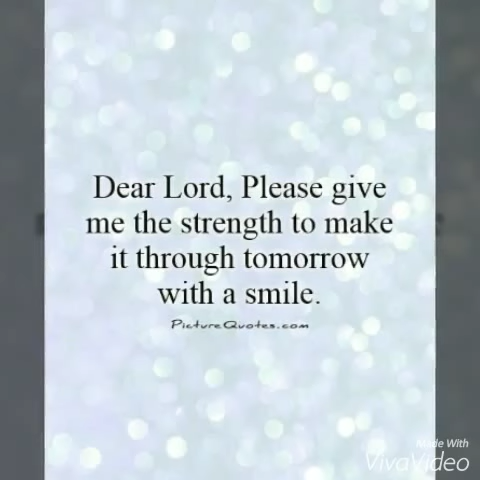 Dear Lord, Please give
me the strength to make
it through tomorrow
with a smile.
PictureQuotes.com
Made With
VivaVideo